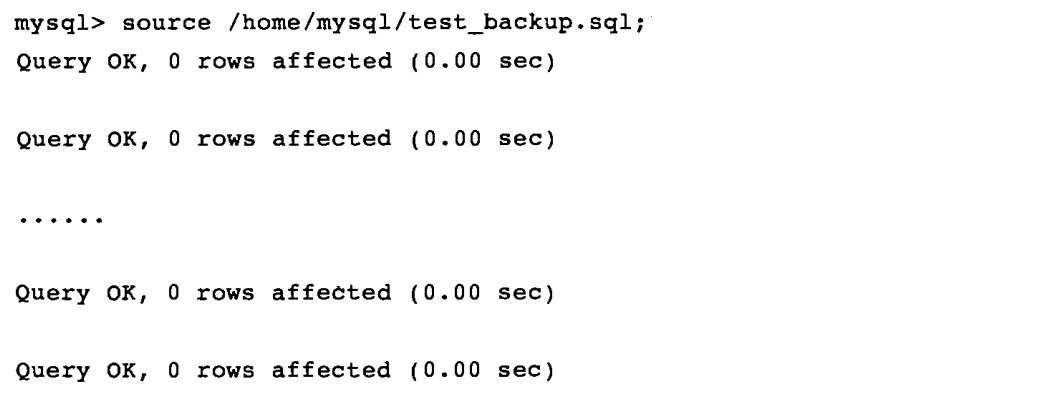 mysql> source /home/mysql/test_backup.sql;
Query OK, 0 rows affected (0.00 sec)
Query OK, 0 rows affected (0.00 sec)
......
Query OK, 0 rows affected (0.00 sec)
Query OK, 0 rows affected (0.00 sec)